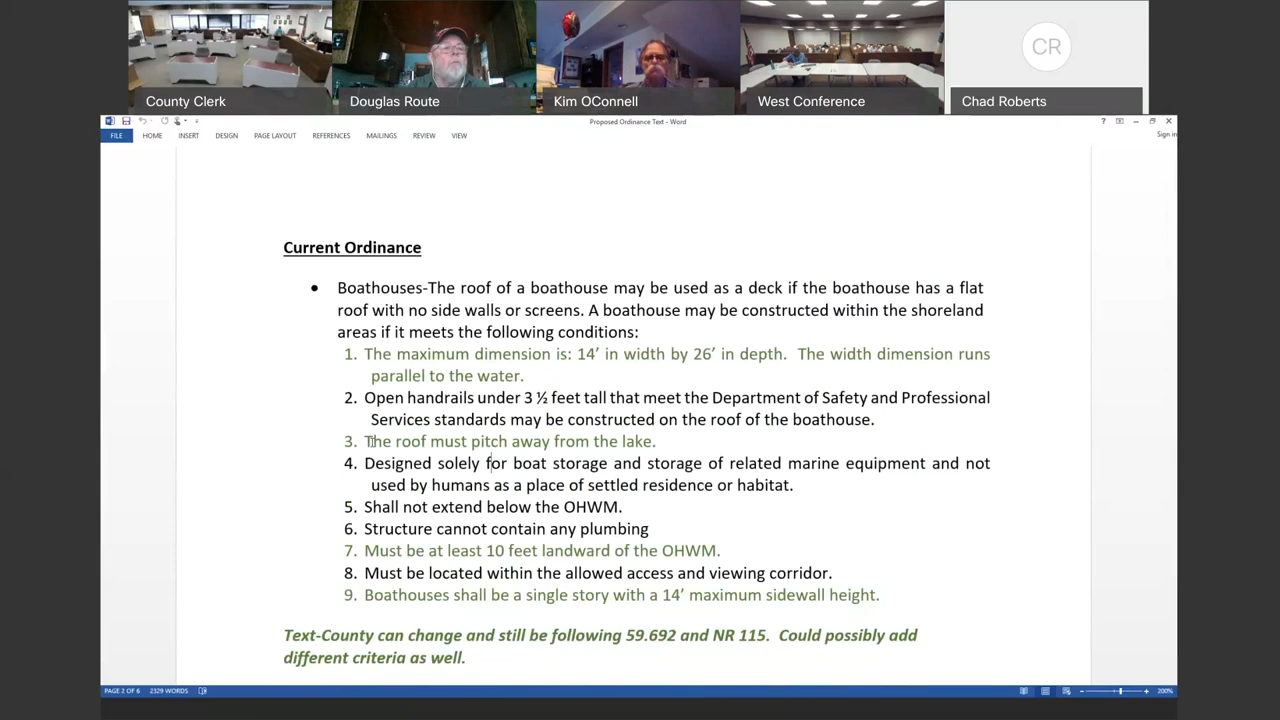 CR
County Clerk
Douglas Route
Kim OConnell
West Conference
Chad Roberts
Proposed Ordinance Text - Word
FILE HOME INSERT DESIGN PAGE LAYOUT REFERENCES MAILINGS REVIEW VIEW
Sign in
Current Ordinance
• Boathouses-The roof of a boathouse may be used as a deck if the boathouse has a flat
roof with no side walls or screens. A boathouse may be constructed within the shoreland
areas if it meets the following conditions:
1. The maximum dimension is: 14’ in width by 26’ in depth. The width dimension runs
parallel to the water.
2. Open handrails under 3 ½ feet tall that meet the Department of Safety and Professional
Services standards may be constructed on the roof of the boathouse.
3. The roof must pitch away from the lake.
4. Designed solely for boat storage and storage of related marine equipment and not
used by humans as a place of settled residence or habitat.
5. Shall not extend below the OHWM.
6. Structure cannot contain any plumbing
7. Must be at least 10 feet landward of the OHWM.
8. Must be located within the allowed access and viewing corridor.
9. Boathouses shall be a single story with a 14’ maximum sidewall height.
Text-County can change and still be following 59.692 and NR 115. Could possibly add
different criteria as well.
PAGE 2 OF 6 2329 WORDS
200%